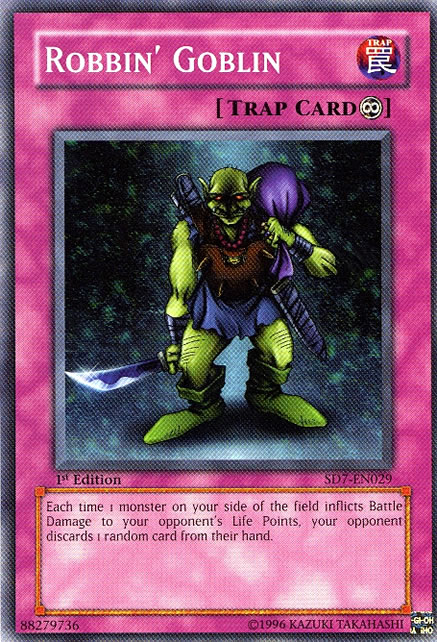 ROBBIN' GOBLIN
TRAP
罠
[TRAP CARD∞]
1st Edition
SD7-EN029
Each time 1 monster on your side of the field inflicts Battle
Damage to your opponent's Life Points, your opponent
discards 1 random card from their hand.
88279736
©1996 KAZUKI TAKAHASHI